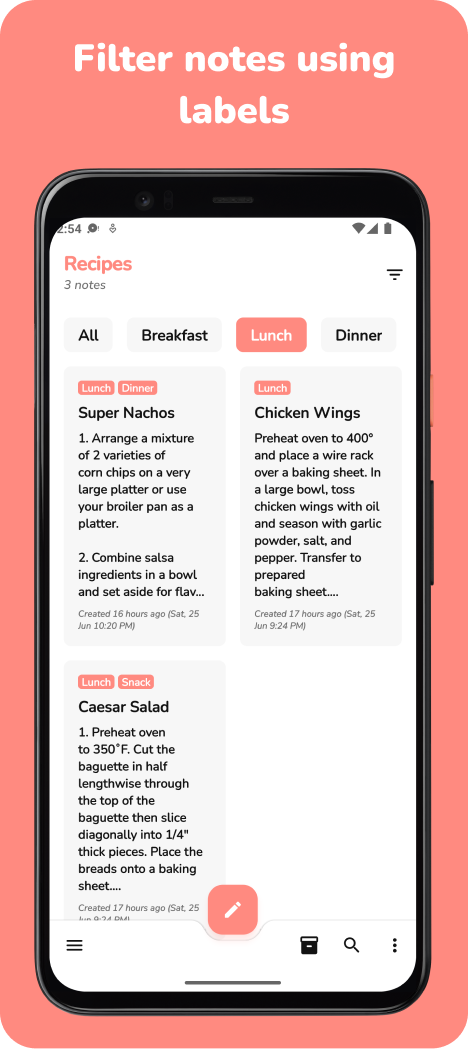 Filter notes using
labels
2:54
Recipes
3 notes
All
Breakfast
Lunch
Dinner
Lunch Dinner
Super Nachos
1. Arrange a mixture
of 2 varieties of
corn chips on a very
large platter or use
your broiler pan as a
platter.
2. Combine salsa
ingredients in a bowl
and set aside for flav...
Created 16 hours ago (Sat, 25
Jun 10:20 PM)
Lunch
Chicken Wings
Preheat oven to 400°
and place a wire rack
over a baking sheet. In
a large bowl, toss
chicken wings with oil
and season with garlic
powder, salt, and
pepper. Transfer to
prepared
baking sheet....
Created 17 hours ago (Sat, 25
Jun 9:24 PM)
Lunch Snack
Caesar Salad
1. Preheat oven
to 350˚F. Cut the
baguette in half
lengthwise through
the top of the
baguette then slice
diagonally into 1/4"
thick pieces. Place the
breads onto a baking
sheet....
Created 17 hours ago (Sat, 25
Jun 9:24 PM)